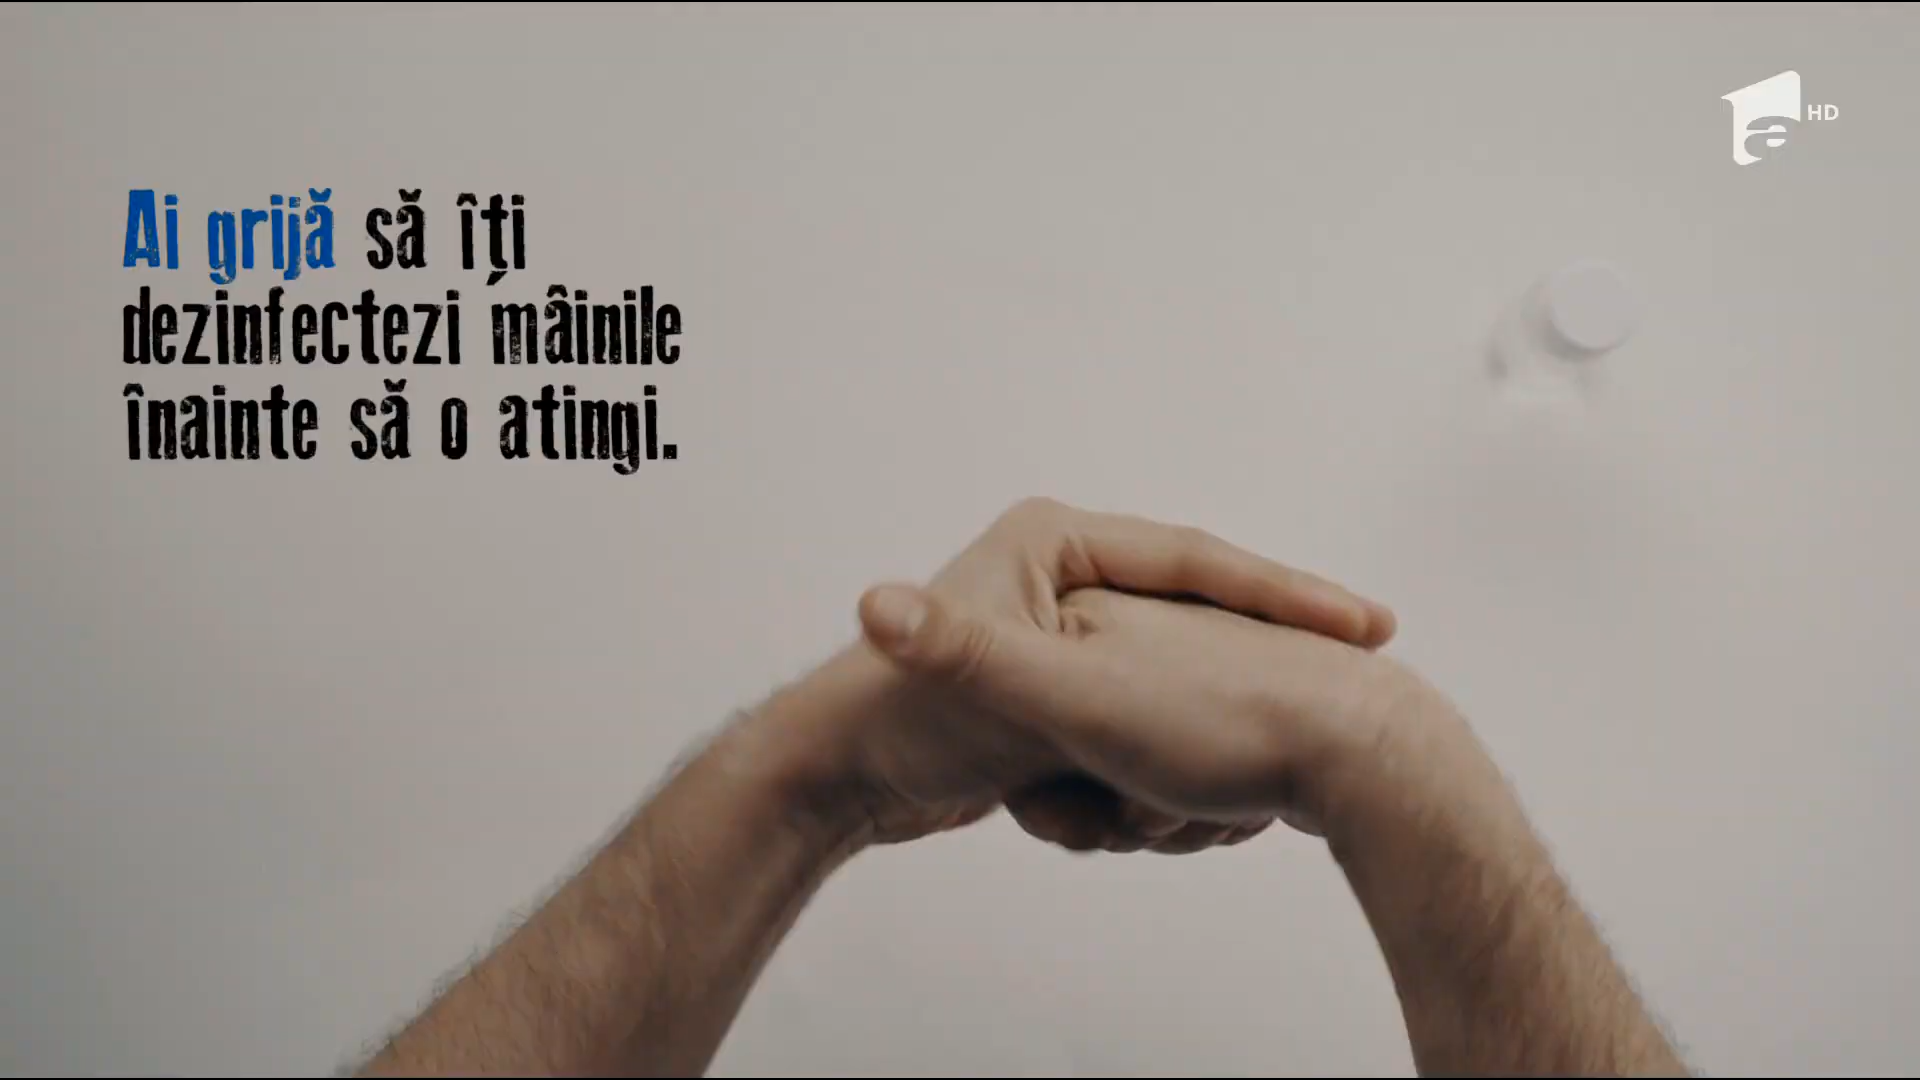 Ai grijă să îți
dezinfectezi mâinile
înainte să o atingi.
a HD